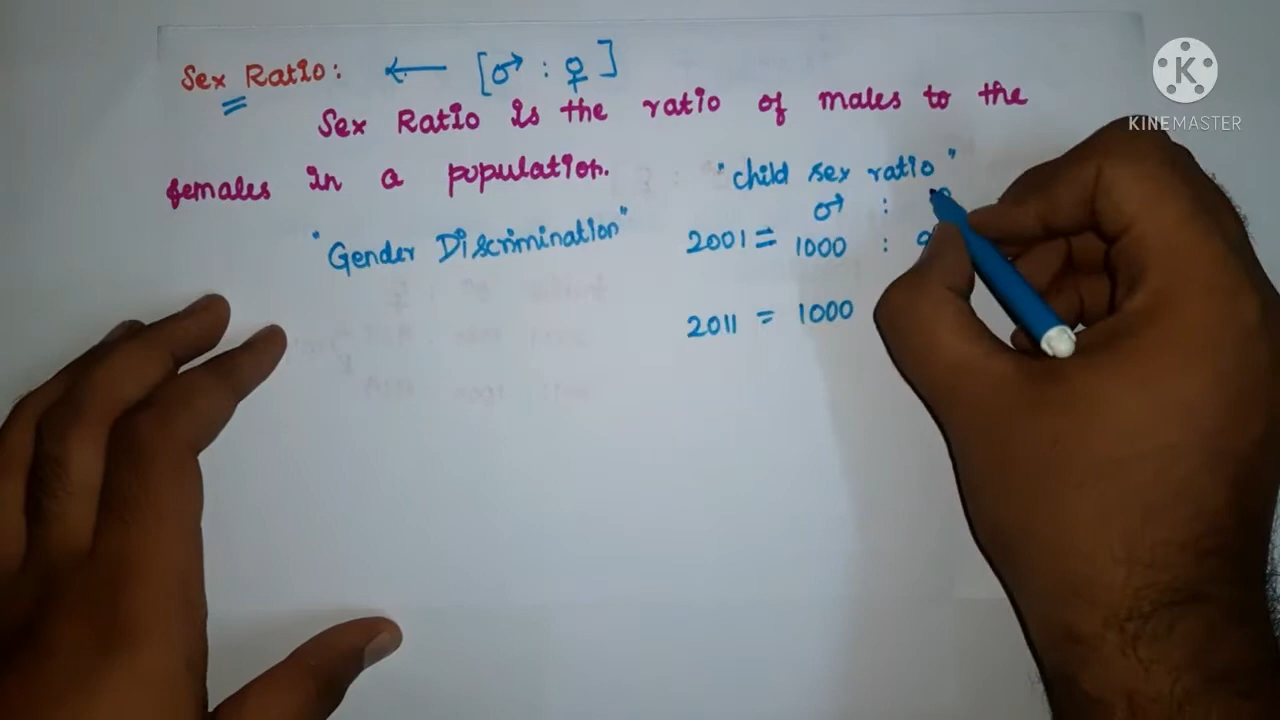 Sex Ratio: ← [♂ : ♀]
Sex Ratio is the ratio of males to the
females in a population.
"child sex ratio"
♂ :
"Gender Discrimination"
2001 = 1000 : 9
2011 = 1000
K
KINEMASTER